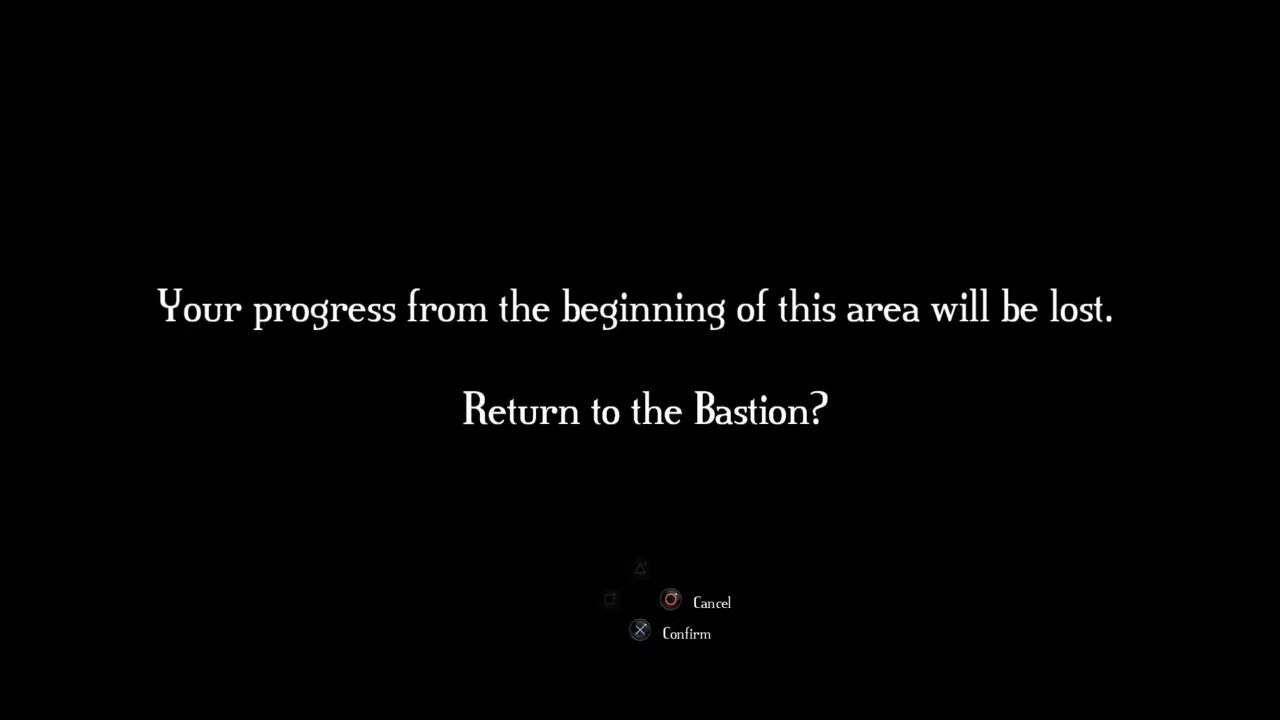 Your progress from the beginning of this area will be lost.
Return to the Bastion?
Cancel
Confirm